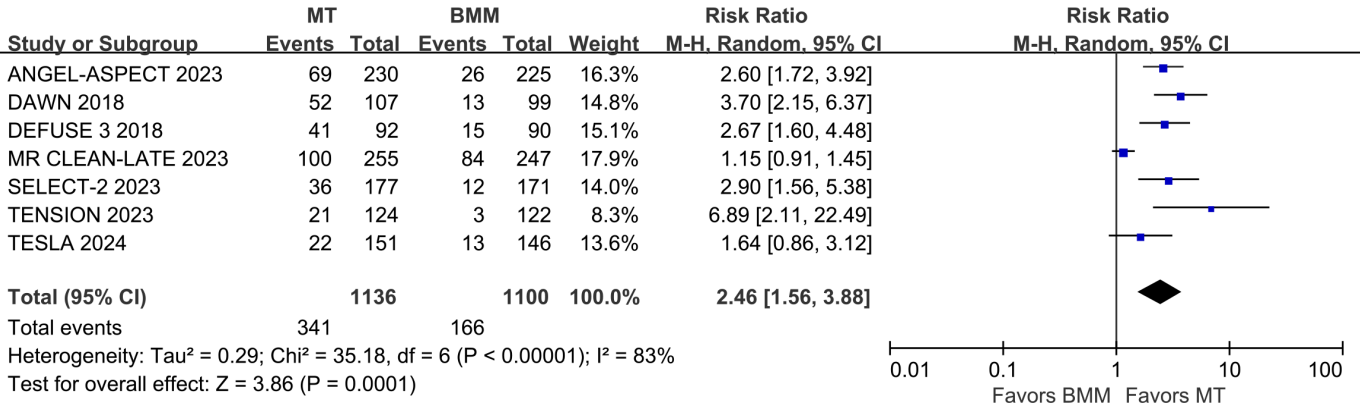 MT BMM Risk Ratio Risk Ratio
Study or Subgroup Events Total Events Total Weight M-H, Random, 95% CI M-H, Random, 95% CI
ANGEL-ASPECT 2023 69 230 26 225 16.3% 2.60 [1.72, 3.92]
DAWN 2018 52 107 13 99 14.8% 3.70 [2.15, 6.37]
DEFUSE 3 2018 41 92 15 90 15.1% 2.67 [1.60, 4.48]
MR CLEAN-LATE 2023 100 255 84 247 17.9% 1.15 [0.91, 1.45]
SELECT-2 2023 36 177 12 171 14.0% 2.90 [1.56, 5.38]
TENSION 2023 21 124 3 122 8.3% 6.89 [2.11, 22.49]
TESLA 2024 22 151 13 146 13.6% 1.64 [0.86, 3.12]
Total (95% CI) 1136 1100 100.0% 2.46 [1.56, 3.88]
Total events 341 166
Heterogeneity: Tau² = 0.29; Chi² = 35.18, df = 6 (P < 0.00001); I² = 83%
Test for overall effect: Z = 3.86 (P = 0.0001)
0.01 0.1 1 10 100
Favors BMM Favors MT